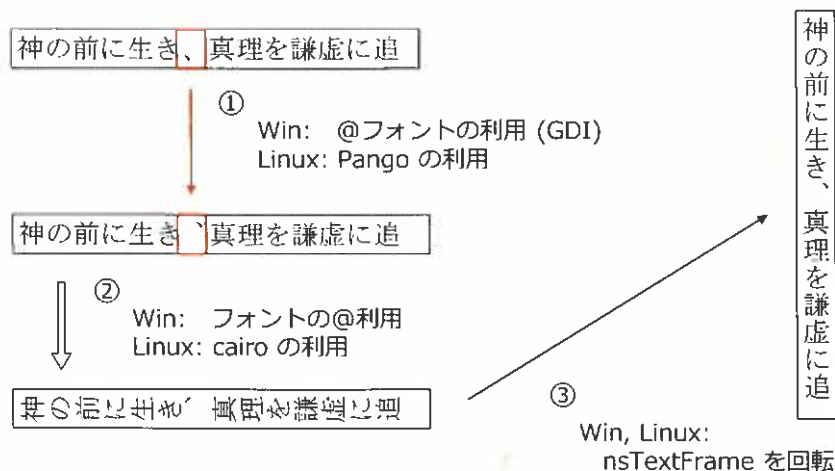 神の前に生き、真理を謙虚に追
①
Win: @フォントの利用 (GDI)
Linux: Pango の利用
神の前に生き、真理を謙虚に追
②
Win: フォントの@利用
Linux: cairo の利用
神の前に生き、真理を謙虚に追
③
Win, Linux:
nsTextFrame を回転
神の前に生き、真理を謙虚に追